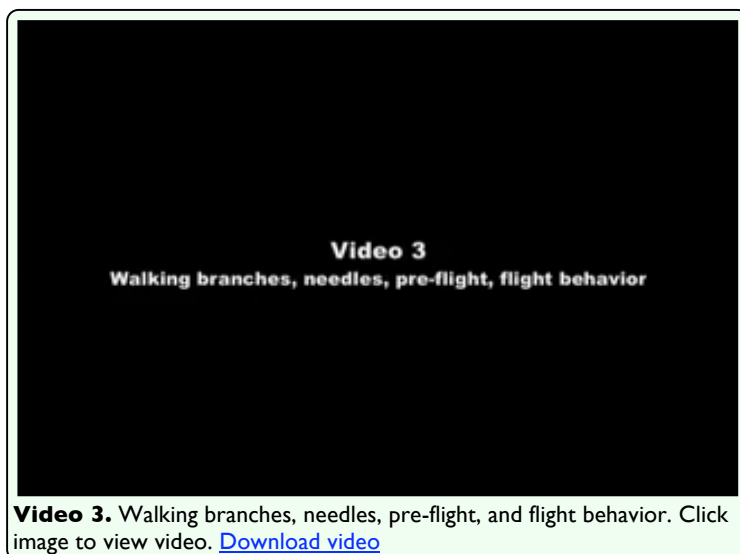 Video 3
Walking branches, needles, pre-flight, flight behavior
Video 3. Walking branches, needles, pre-flight, and flight behavior. Click
image to view video. Download video